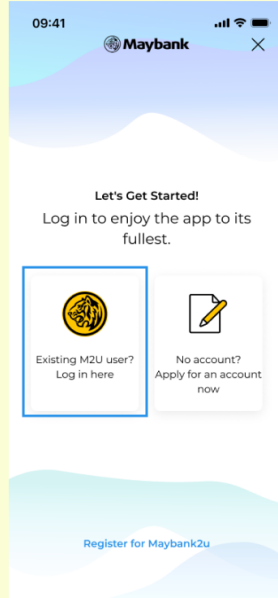 09:41
Maybank
Let's Get Started!
Log in to enjoy the app to its
fullest.
Existing M2U user?
Log in here
No account?
Apply for an account
now
Register for Maybank2u